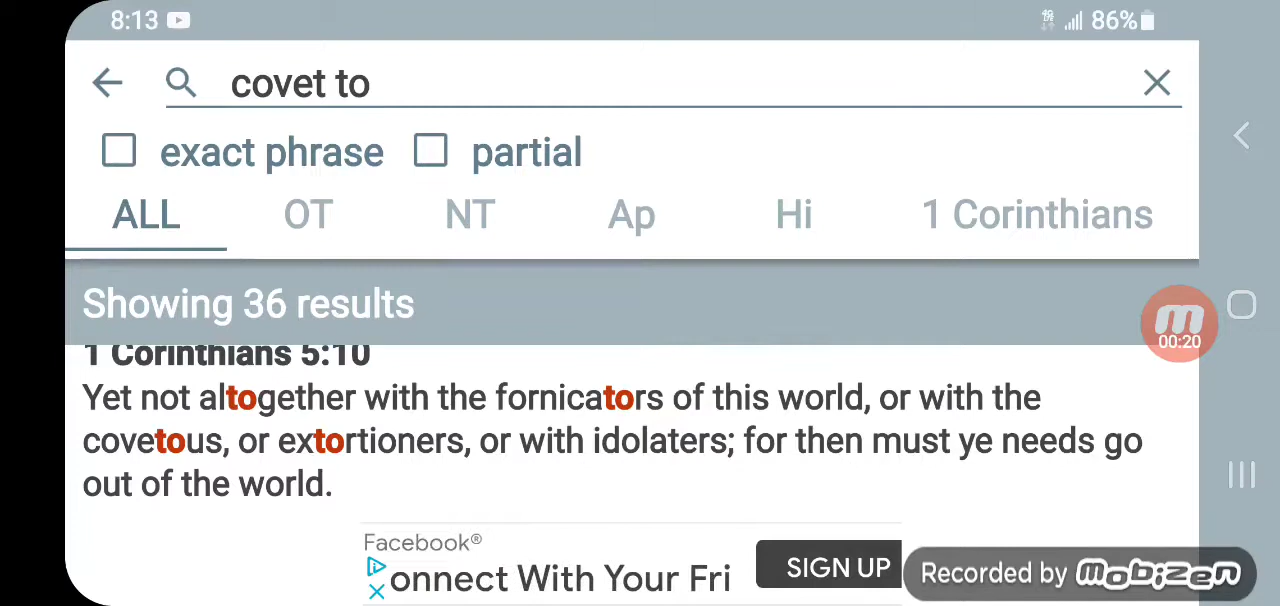 8:13 86%
covet to
exact phrase partial
ALL OT NT Ap Hi 1 Corinthians
Showing 36 results
00:20
1 Corinthians 5:10
Yet not altogether with the fornicators of this world, or with the
covetous, or extortioners, or with idolaters; for then must ye needs go
out of the world.
Facebook®
onnect With Your Fri
SIGN UP
Recorded by mobizen